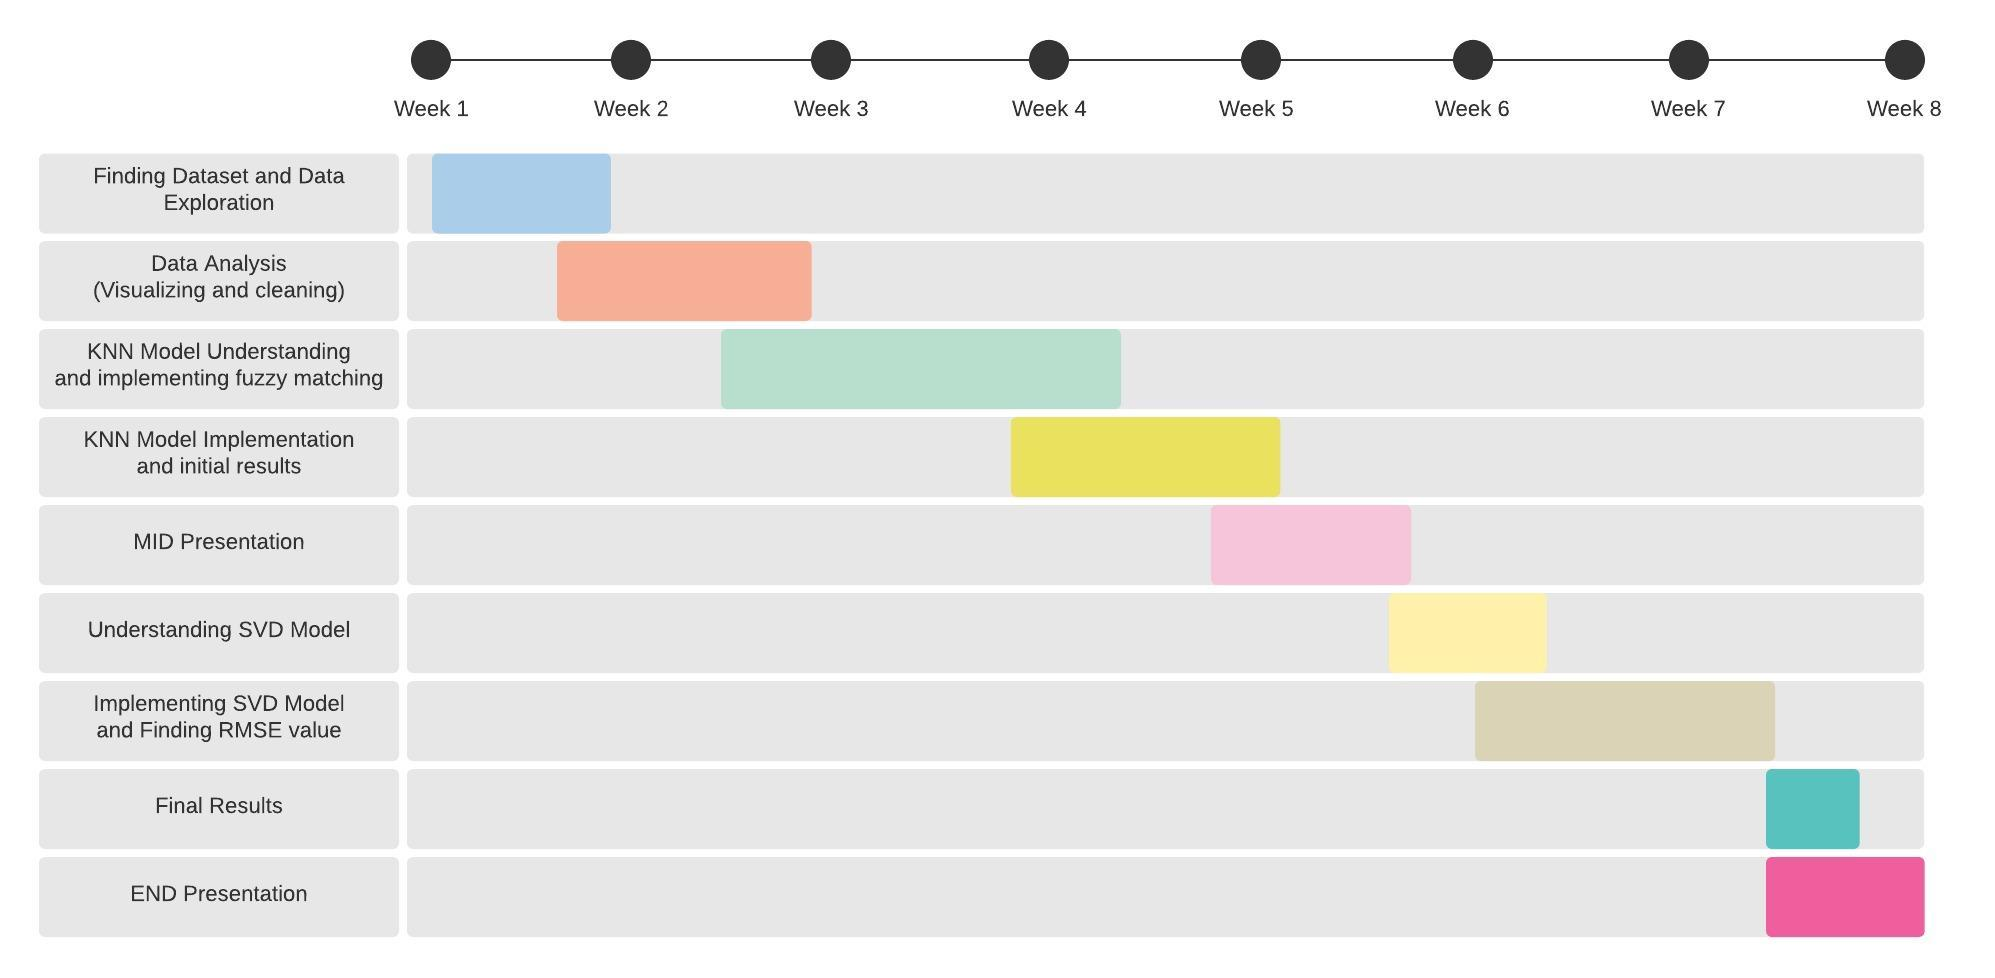 Week 1
Week 2
Week 3
Week 4
Week 5
Week 6
Week 7
Week 8
Finding Dataset and Data
Exploration
Data Analysis
(Visualizing and cleaning)
KNN Model Understanding
and implementing fuzzy matching
KNN Model Implementation
and initial results
MID Presentation
Understanding SVD Model
Implementing SVD Model
and Finding RMSE value
Final Results
END Presentation